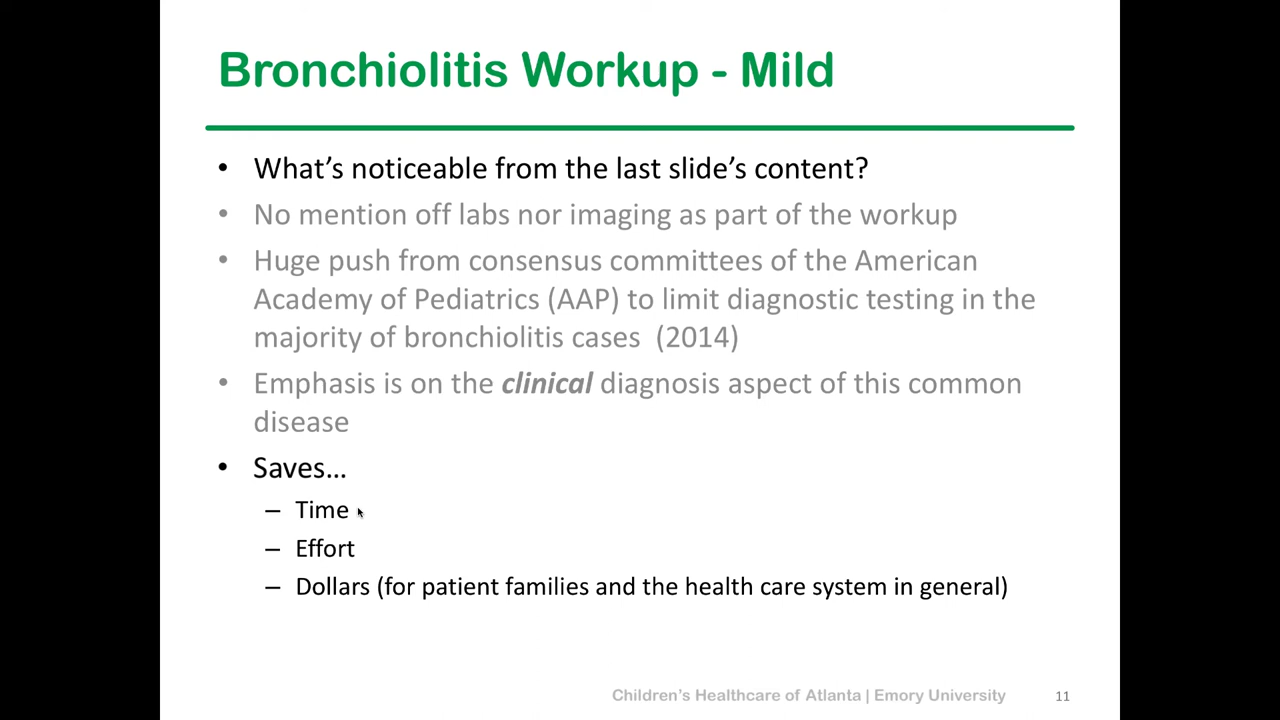 Bronchiolitis Workup - Mild
• What’s noticeable from the last slide’s content?
• No mention off labs nor imaging as part of the workup
• Huge push from consensus committees of the American
Academy of Pediatrics (AAP) to limit diagnostic testing in the
majority of bronchiolitis cases  (2014)
• Emphasis is on the clinical diagnosis aspect of this common
disease
• Saves…
– Time
– Effort
– Dollars (for patient families and the health care system in general)
Children’s Healthcare of Atlanta | Emory University 11